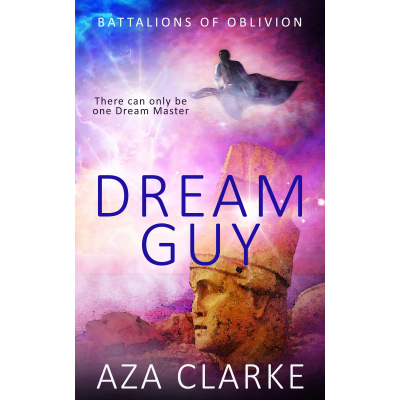 BATTALIONS OF OBLIVION
There can only be
one Dream Master
DREAM
GUY
AZA CLARKE